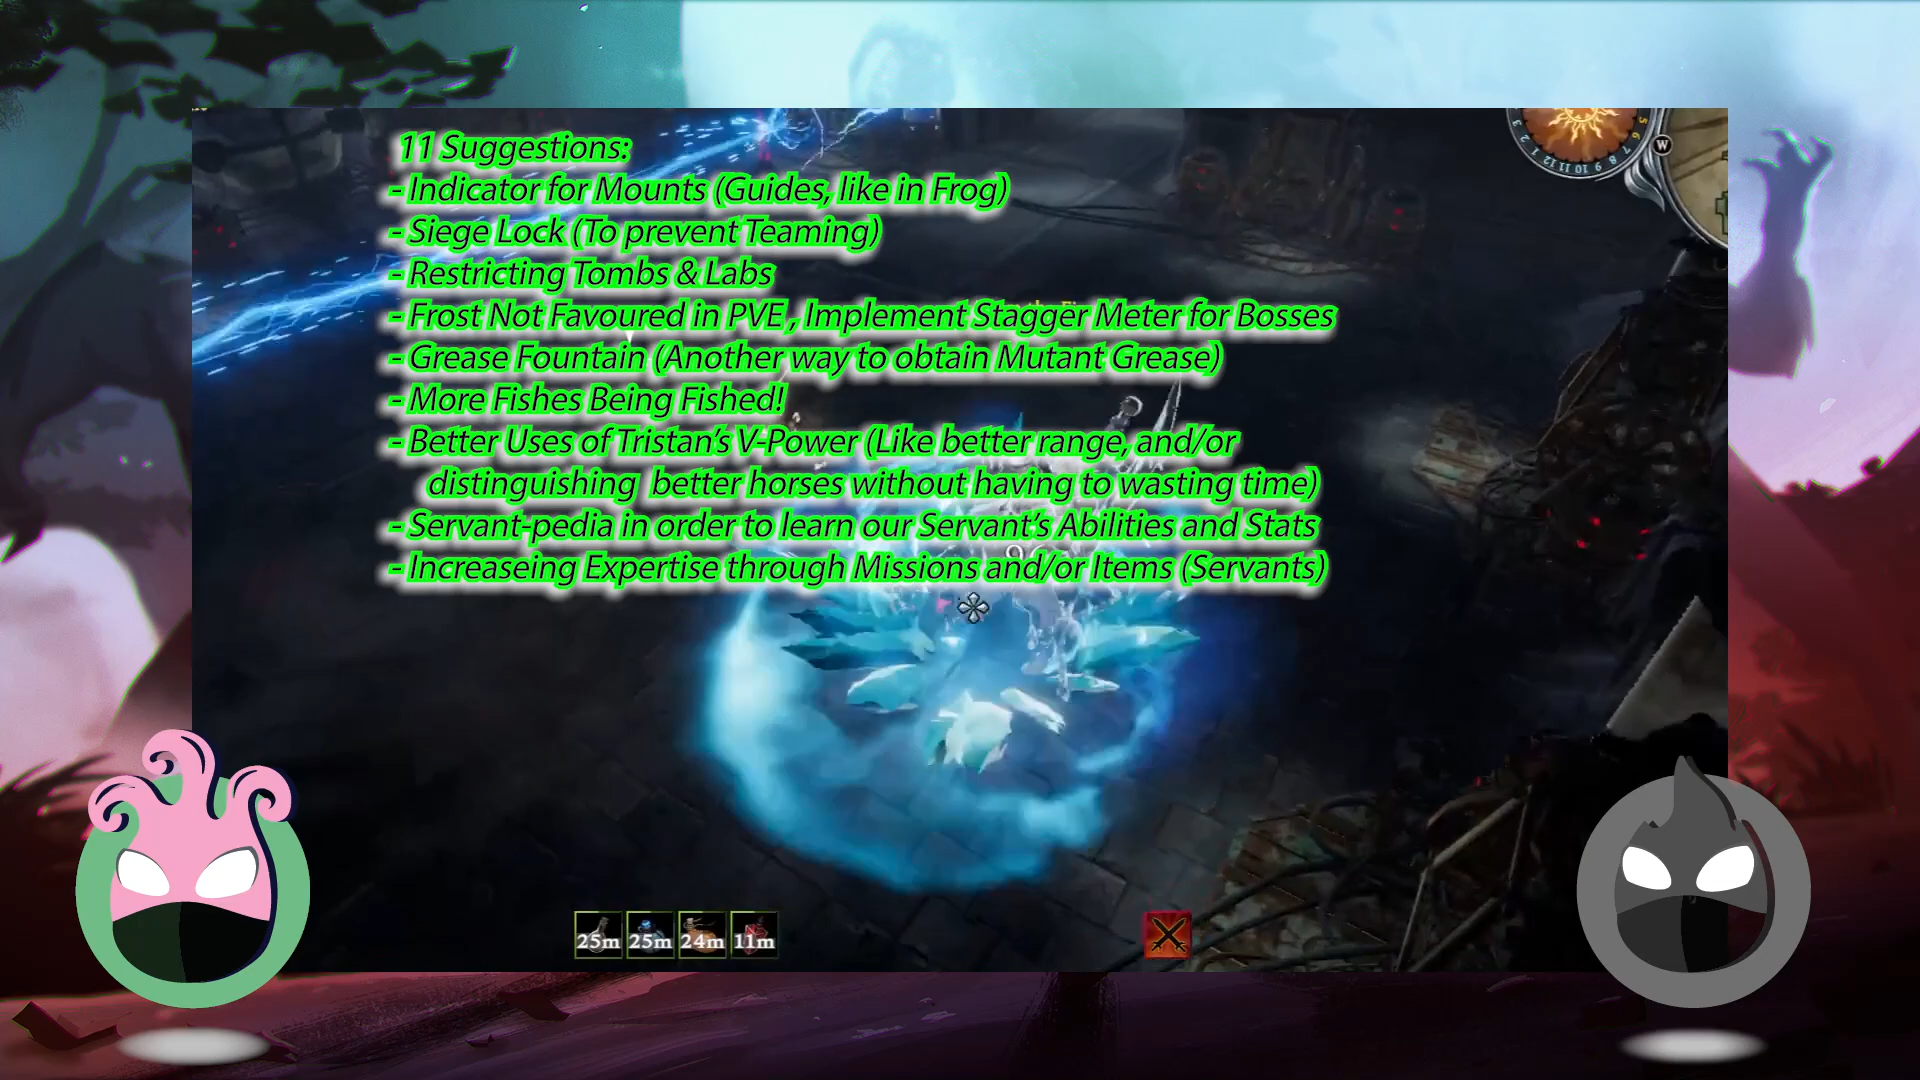 11 Suggestions:
- Indicator for Mounts (Guides, like in Frog)
- Siege Lock (To prevent Teaming)
- Restricting Tombs & Labs
- Frost Not Favoured in PVE , Implement Stagger Meter for Bosses
- Grease Fountain (Another way to obtain Mutant Grease)
- More Fishes Being Fished!
- Better Uses of Tristan's V-Power (Like better range, and/or
distinguishing  better horses without having to wasting time)
- Servant-pedia in order to learn our Servant's Abilities and Stats
- Increaseing Expertise through Missions and/or Items (Servants)
W
25m 25m 24m 11m